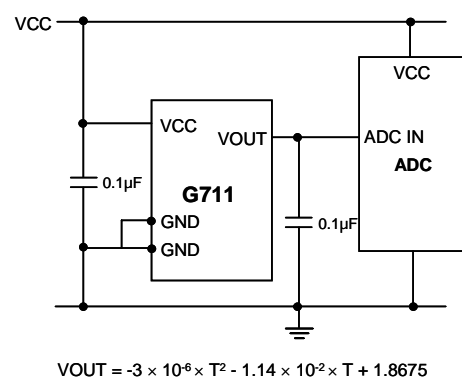 VCC
VCC
VCC
VOUT
ADC IN
ADC
0.1µF
G711
GND
0.1µF
GND
VOUT = -3 × 10⁻⁶ × T² - 1.14 × 10⁻² × T + 1.8675